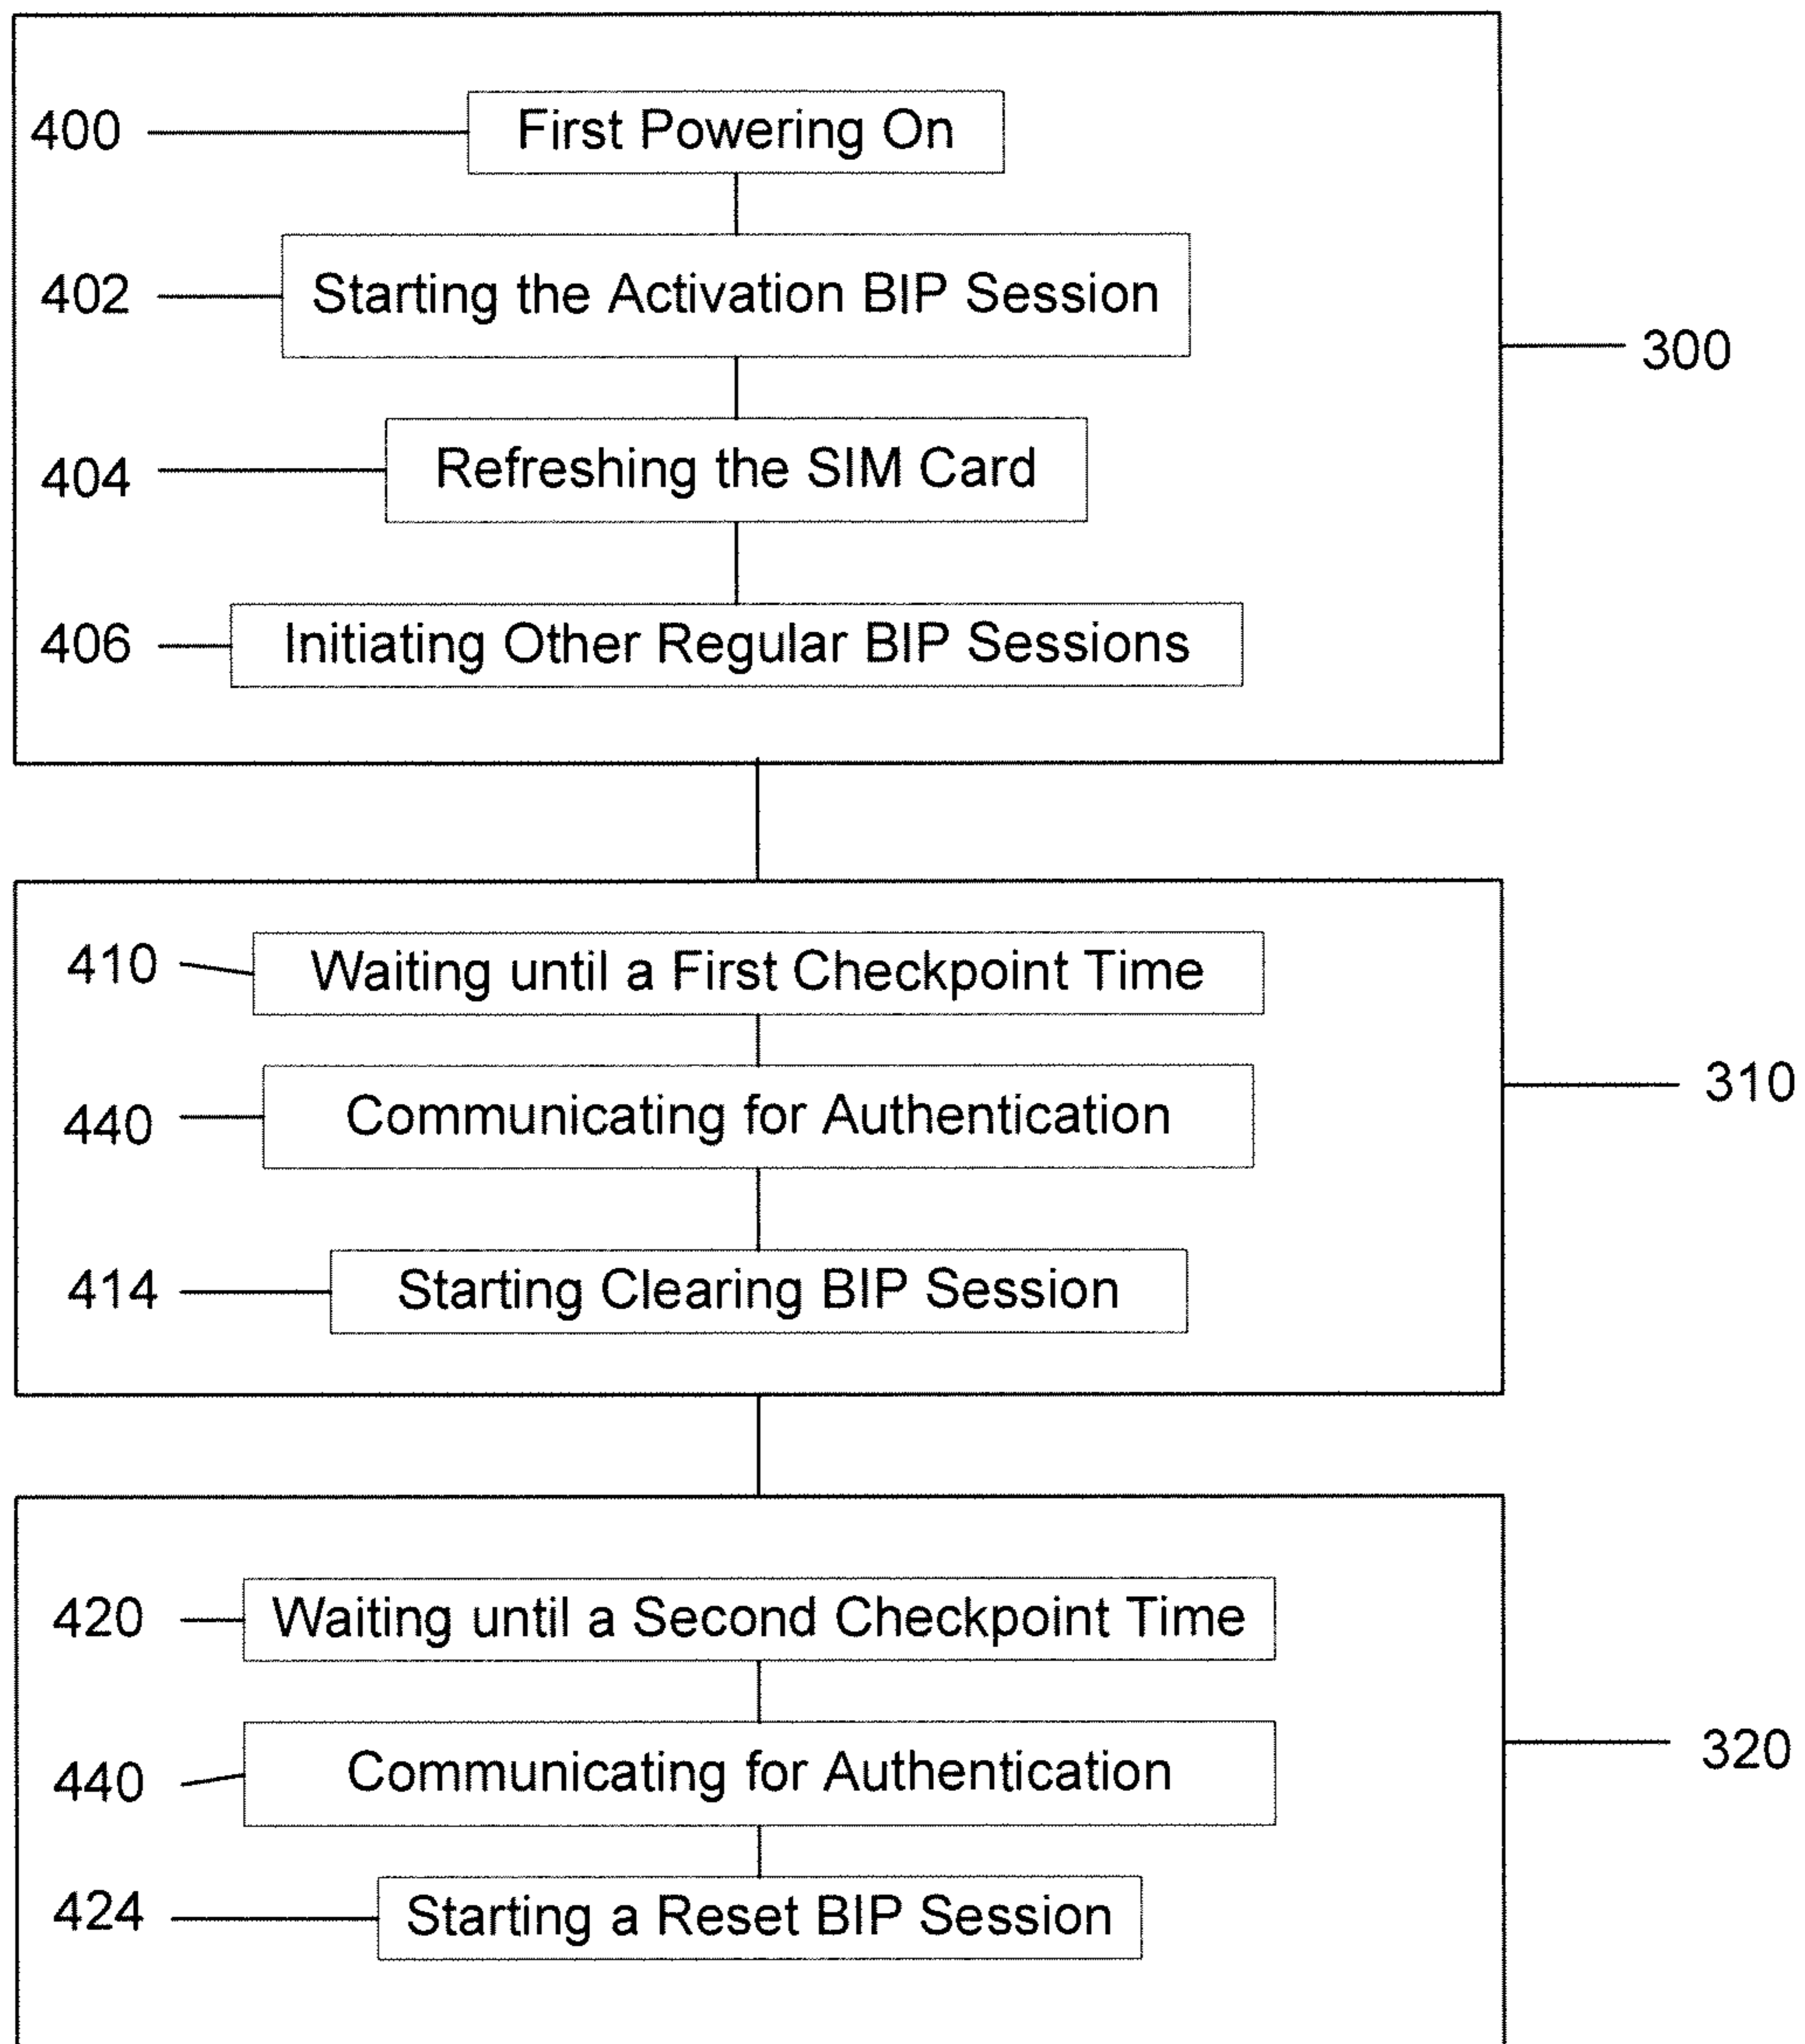 400 First Powering On
402 Starting the Activation BIP Session
300
404 Refreshing the SIM Card
406 Initiating Other Regular BIP Sessions
410 Waiting until a First Checkpoint Time
310
440 Communicating for Authentication
414 Starting Clearing BIP Session
420 Waiting until a Second Checkpoint Time
320
440 Communicating for Authentication
424 Starting a Reset BIP Session